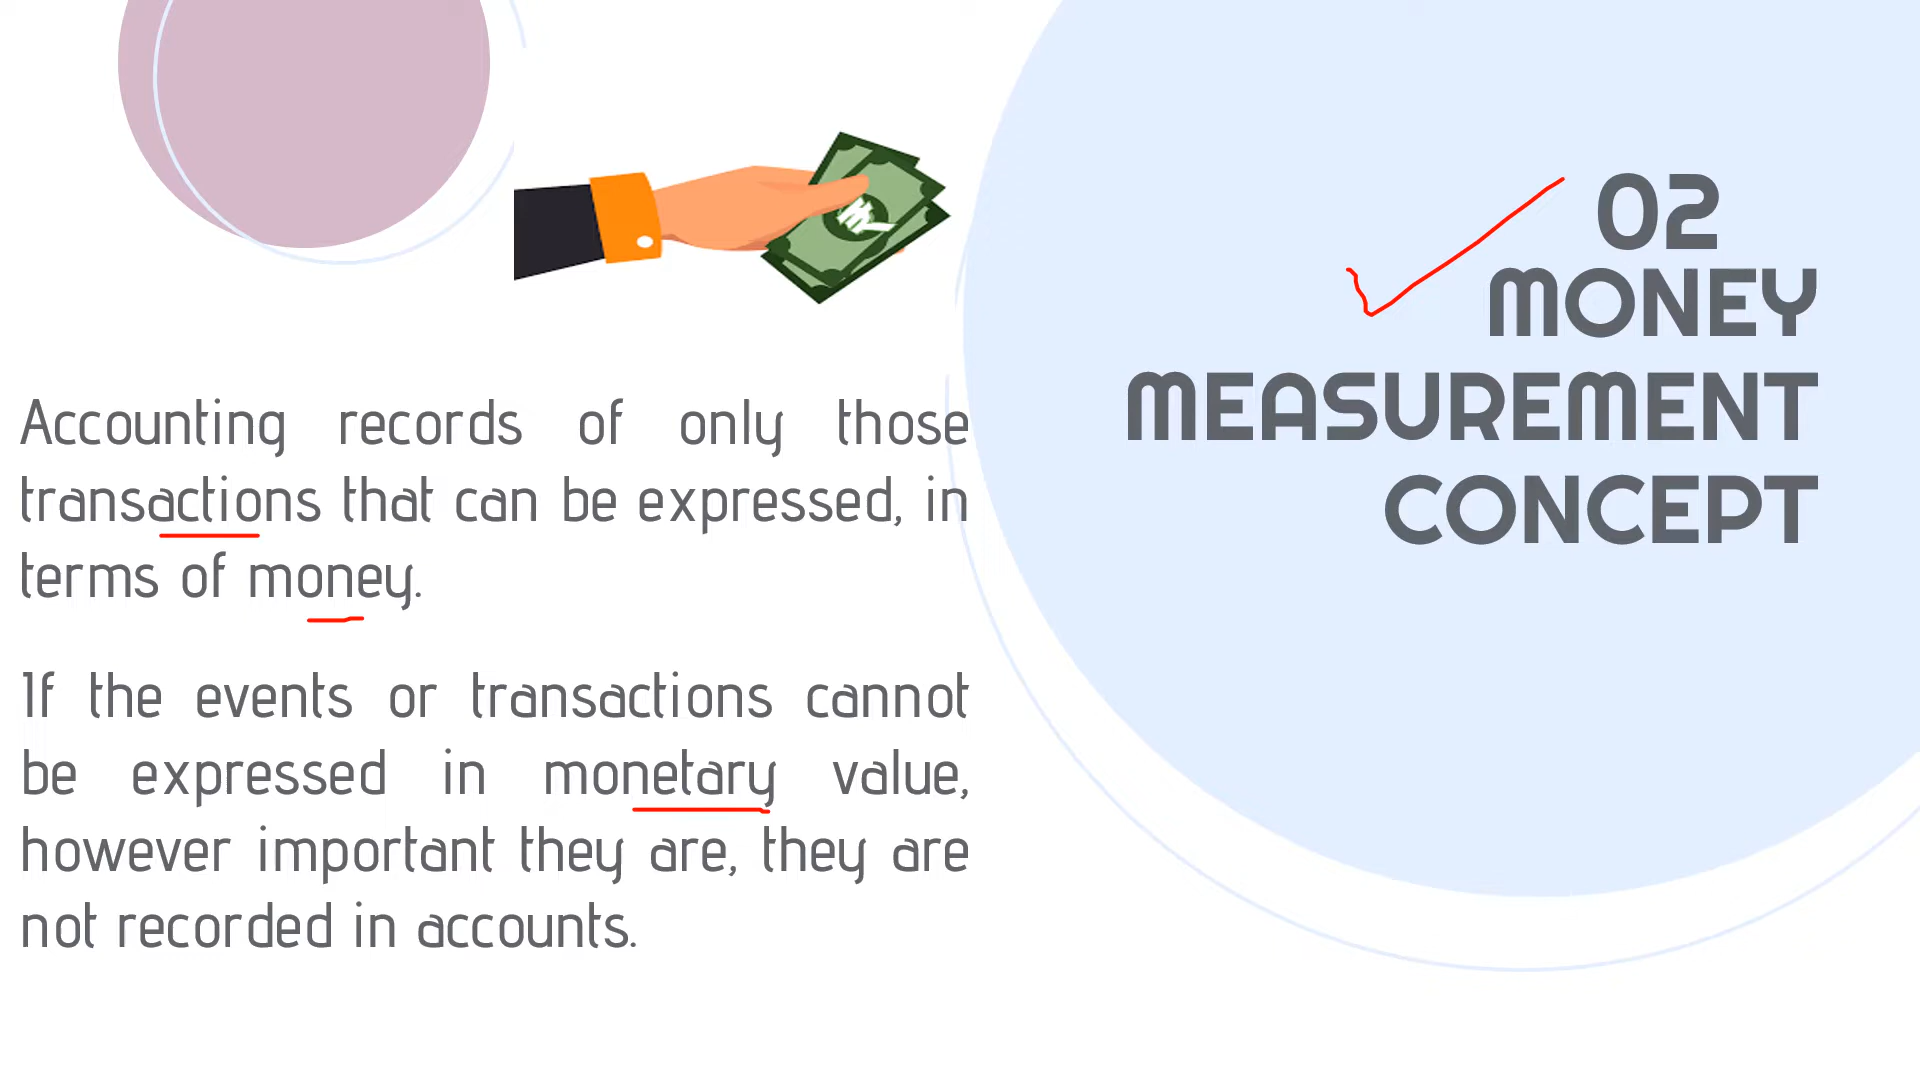 02
MONEY
MEASUREMENT
CONCEPT
Accounting records of only those
transactions that can be expressed, in
terms of money.
If the events or transactions cannot
be expressed in monetary value,
however important they are, they are
not recorded in accounts.